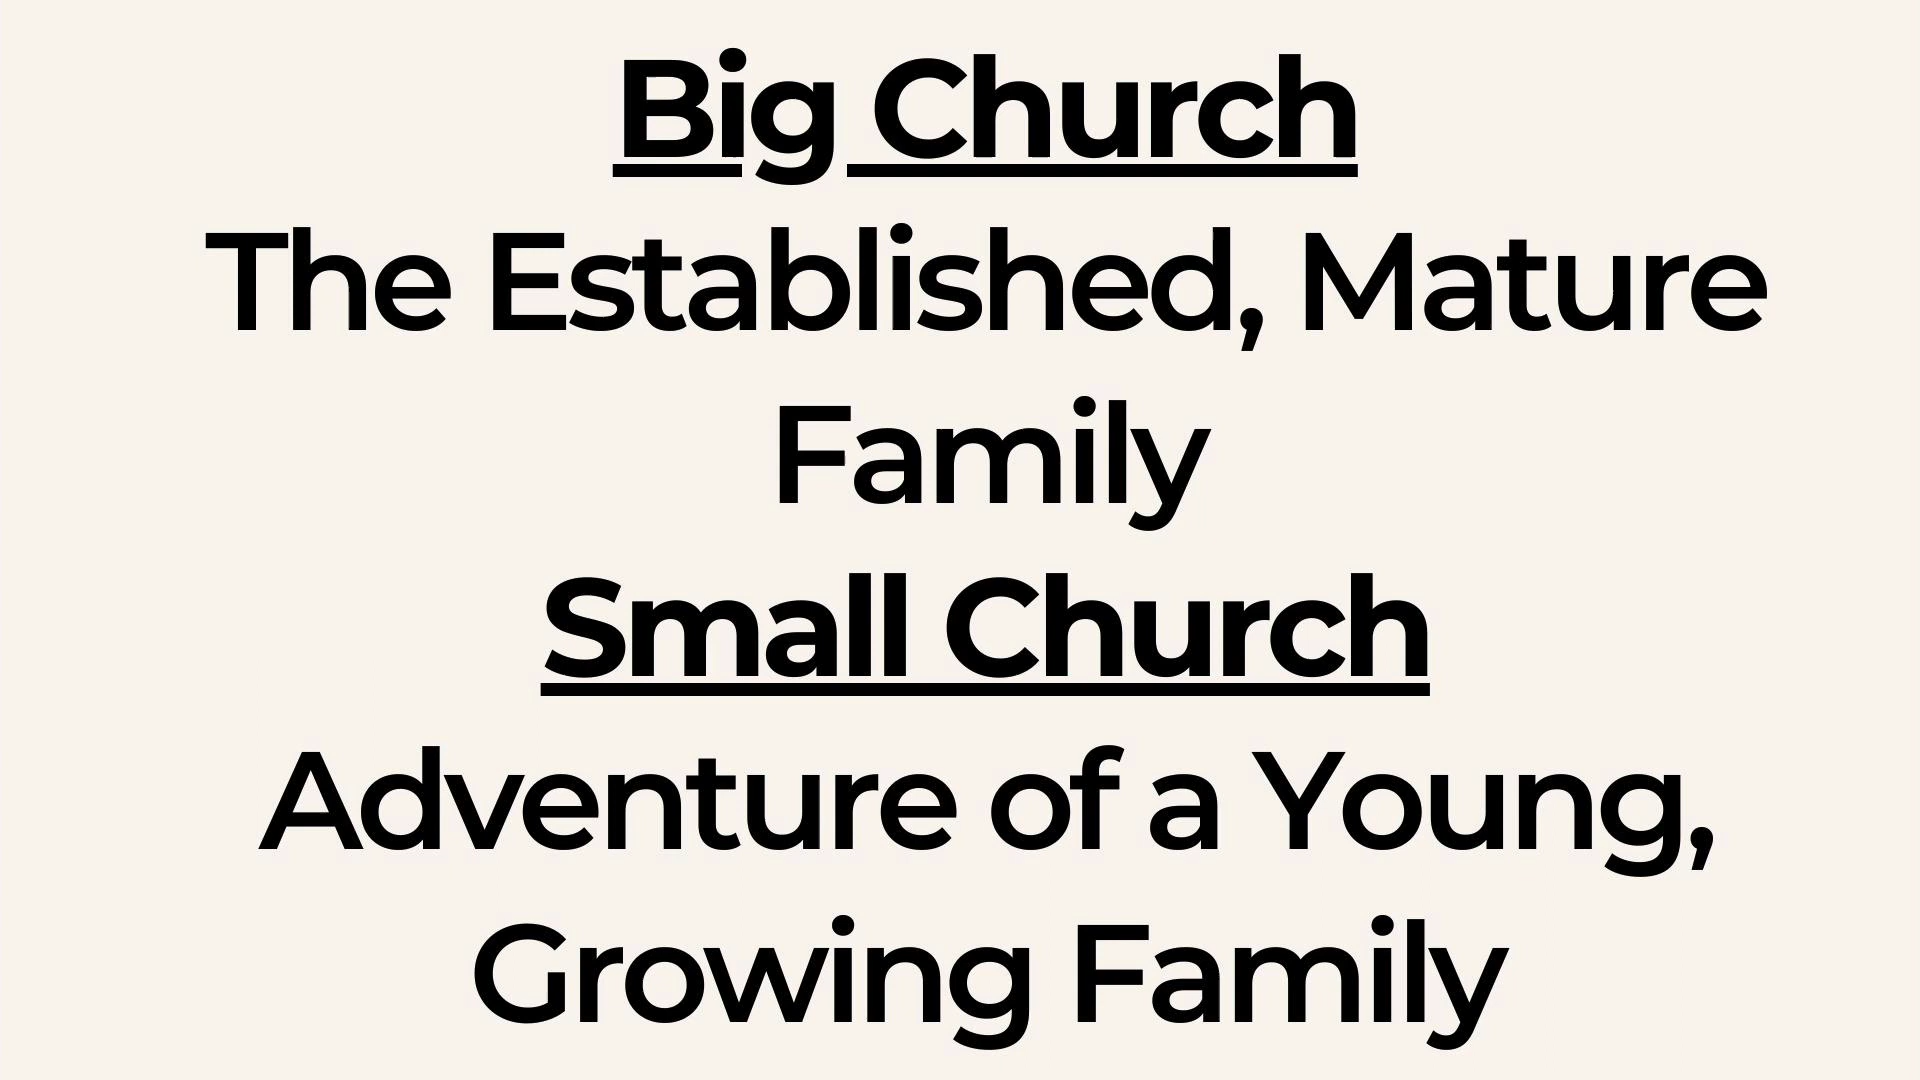 Big Church
The Established, Mature
Family
Small Church
Adventure of a Young,
Growing Family